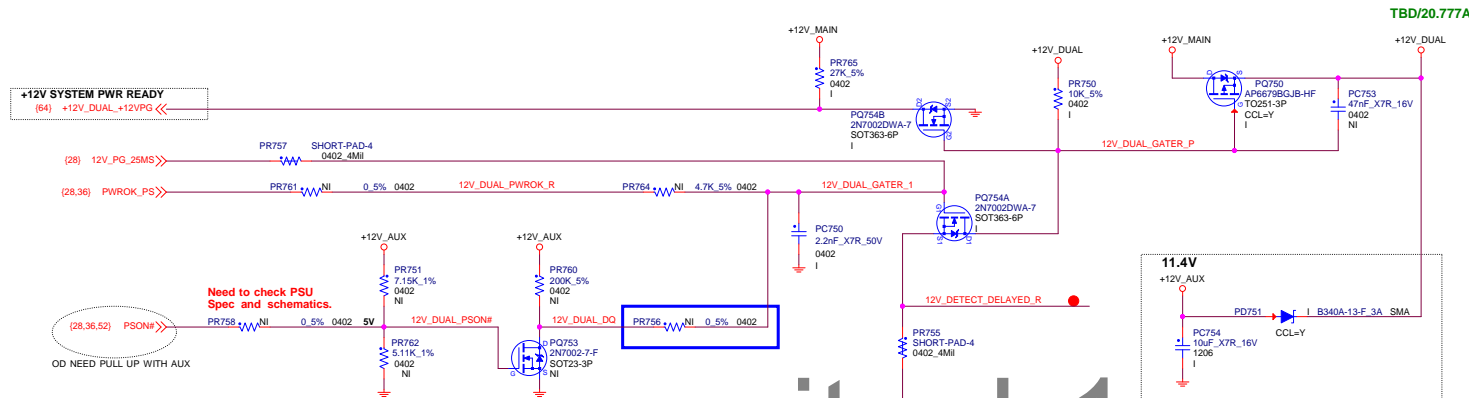 TBD/20.777A
+12V_MAIN
PR765
27K_5%
0402
I
+12V_DUAL
PR750
10K_5%
0402
I
+12V_MAIN
+12V_DUAL
D
S
G
PQ750
AP6679BGJB-HF
TO251-3P
CCL=Y
I
PC753
47nF_X7R_16V
0402
NI
+12V SYSTEM PWR READY
{64} +12V_DUAL_+12VPG
D2
S2
G2
PQ754B
2N7002DWA-7
SOT363-6P
I
12V_DUAL_GATER_P
{28} 12V_PG_25MS
PR757
SHORT-PAD-4
0402_4Mil
{28,36} PWROK_PS
PR761
NI
0_5% 0402
12V_DUAL_PWROK_R
PR764
NI
4.7K_5% 0402
12V_DUAL_GATER_1
G1
S1
D1
PQ754A
2N7002DWA-7
SOT363-6P
I
PC750
2.2nF_X7R_50V
0402
I
+12V_AUX
PR751
7.15K_1%
0402
NI
+12V_AUX
PR760
200K_5%
0402
NI
Need to check PSU
Spec and schematics.
{28,36,52} PSON#
PR758
NI
0_5% 0402
5V
12V_DUAL_PSON#
12V_DUAL_DQ
PR756
NI
0_5% 0402
OD NEED PULL UP WITH AUX
PR762
5.11K_1%
0402
NI
D
G
S
PQ753
2N7002-7-F
SOT23-3P
NI
12V_DETECT_DELAYED_R
PR755
SHORT-PAD-4
0402_4Mil
11.4V
+12V_AUX
PD751
I B340A-13-F_3A SMA
CCL=Y
PC754
10uF_X7R_16V
1206
I